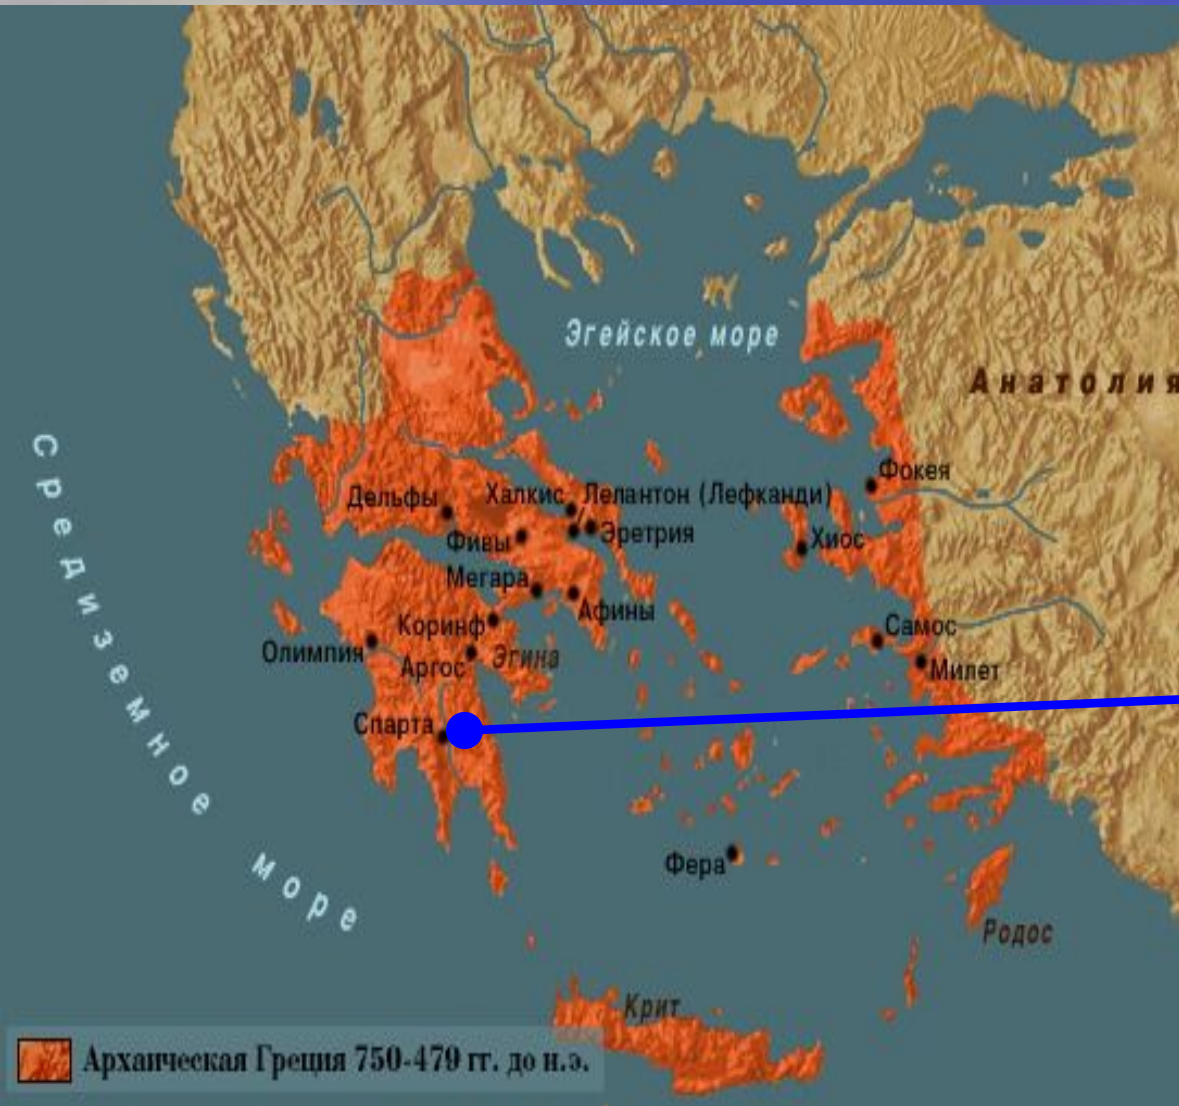 Эгейское море
Анатолия
Средиземное море
Фокея
Дельфы
Халкис
Лелантон (Лефканди)
Фивы
Эретрия
Хиос
Мегара
Афины
Коринф
Самос
Олимпия
Аргос
Эгина
Милет
Спарта
Фера
Родос
Крит
Архаическая Греция 750-479 гг. до н.э.